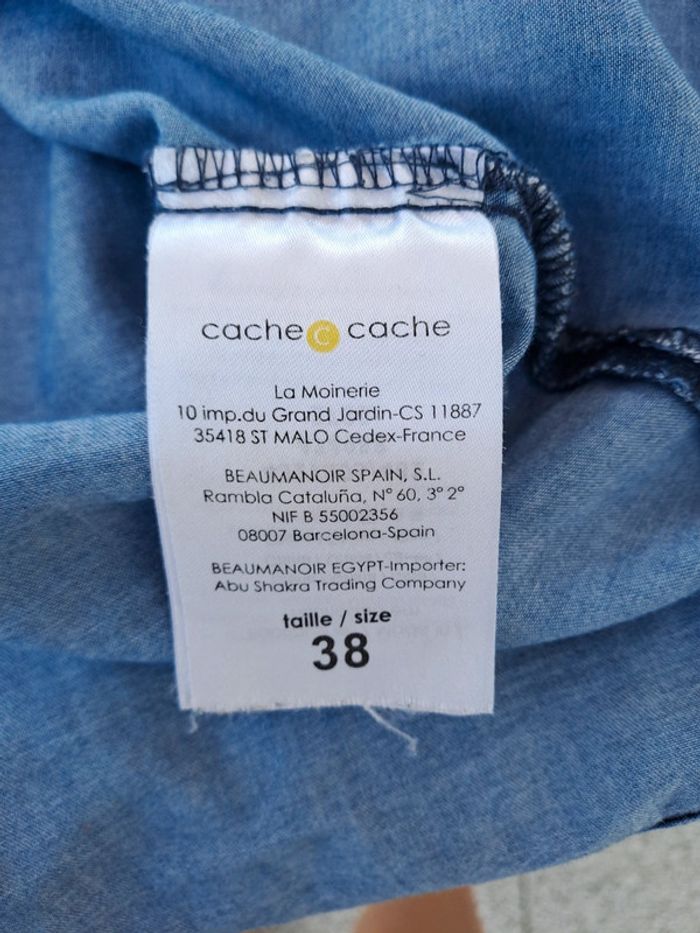 cache c cache
La Moinerie
10 imp.du Grand Jardin-CS 11887
35418 ST MALO Cedex-France
BEAUMANOIR SPAIN, S.L.
Rambla Cataluña, N° 60, 3° 2°
NIF B 55002356
08007 Barcelona-Spain
BEAUMANOIR EGYPT-Importer:
Abu Shakra Trading Company
taille / size
38